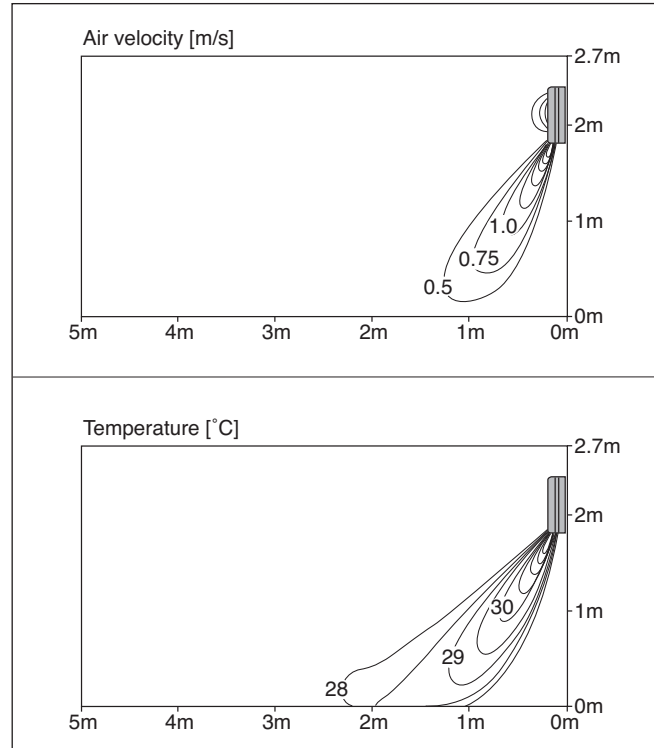 Air velocity [m/s]
2.7m
2m
1.0
1m
0.75
0.5
0m
5m 4m 3m 2m 1m 0m
Temperature [˚C]
2.7m
2m
30
1m
29
28
0m
5m 4m 3m 2m 1m 0m